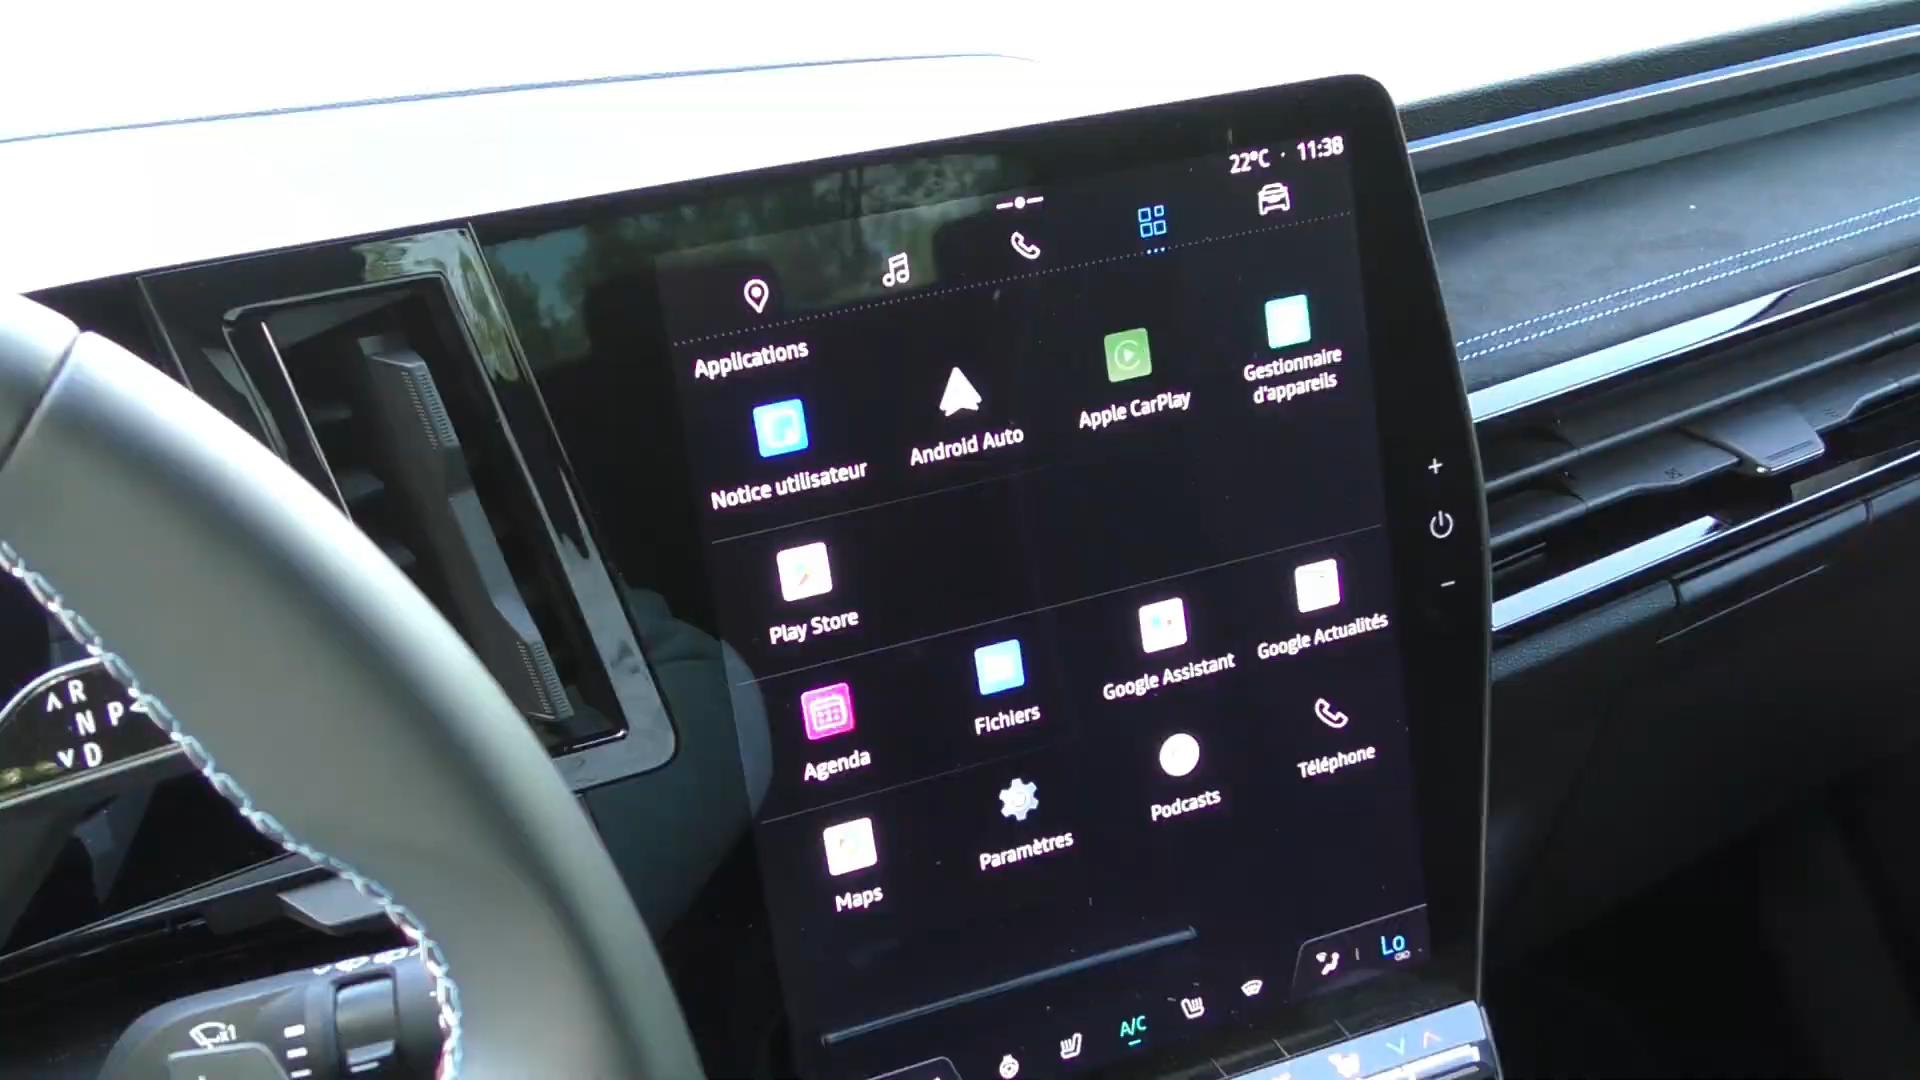 22°C · 11:38
Applications
Notice utilisateur
Android Auto
Apple CarPlay
Gestionnaire
d'appareils
Play Store
Agenda
Fichiers
Google Assistant
Google Actualités
Maps
Paramètres
Podcasts
Téléphone
A/C
Lo
+
-
R
N P
D
x1